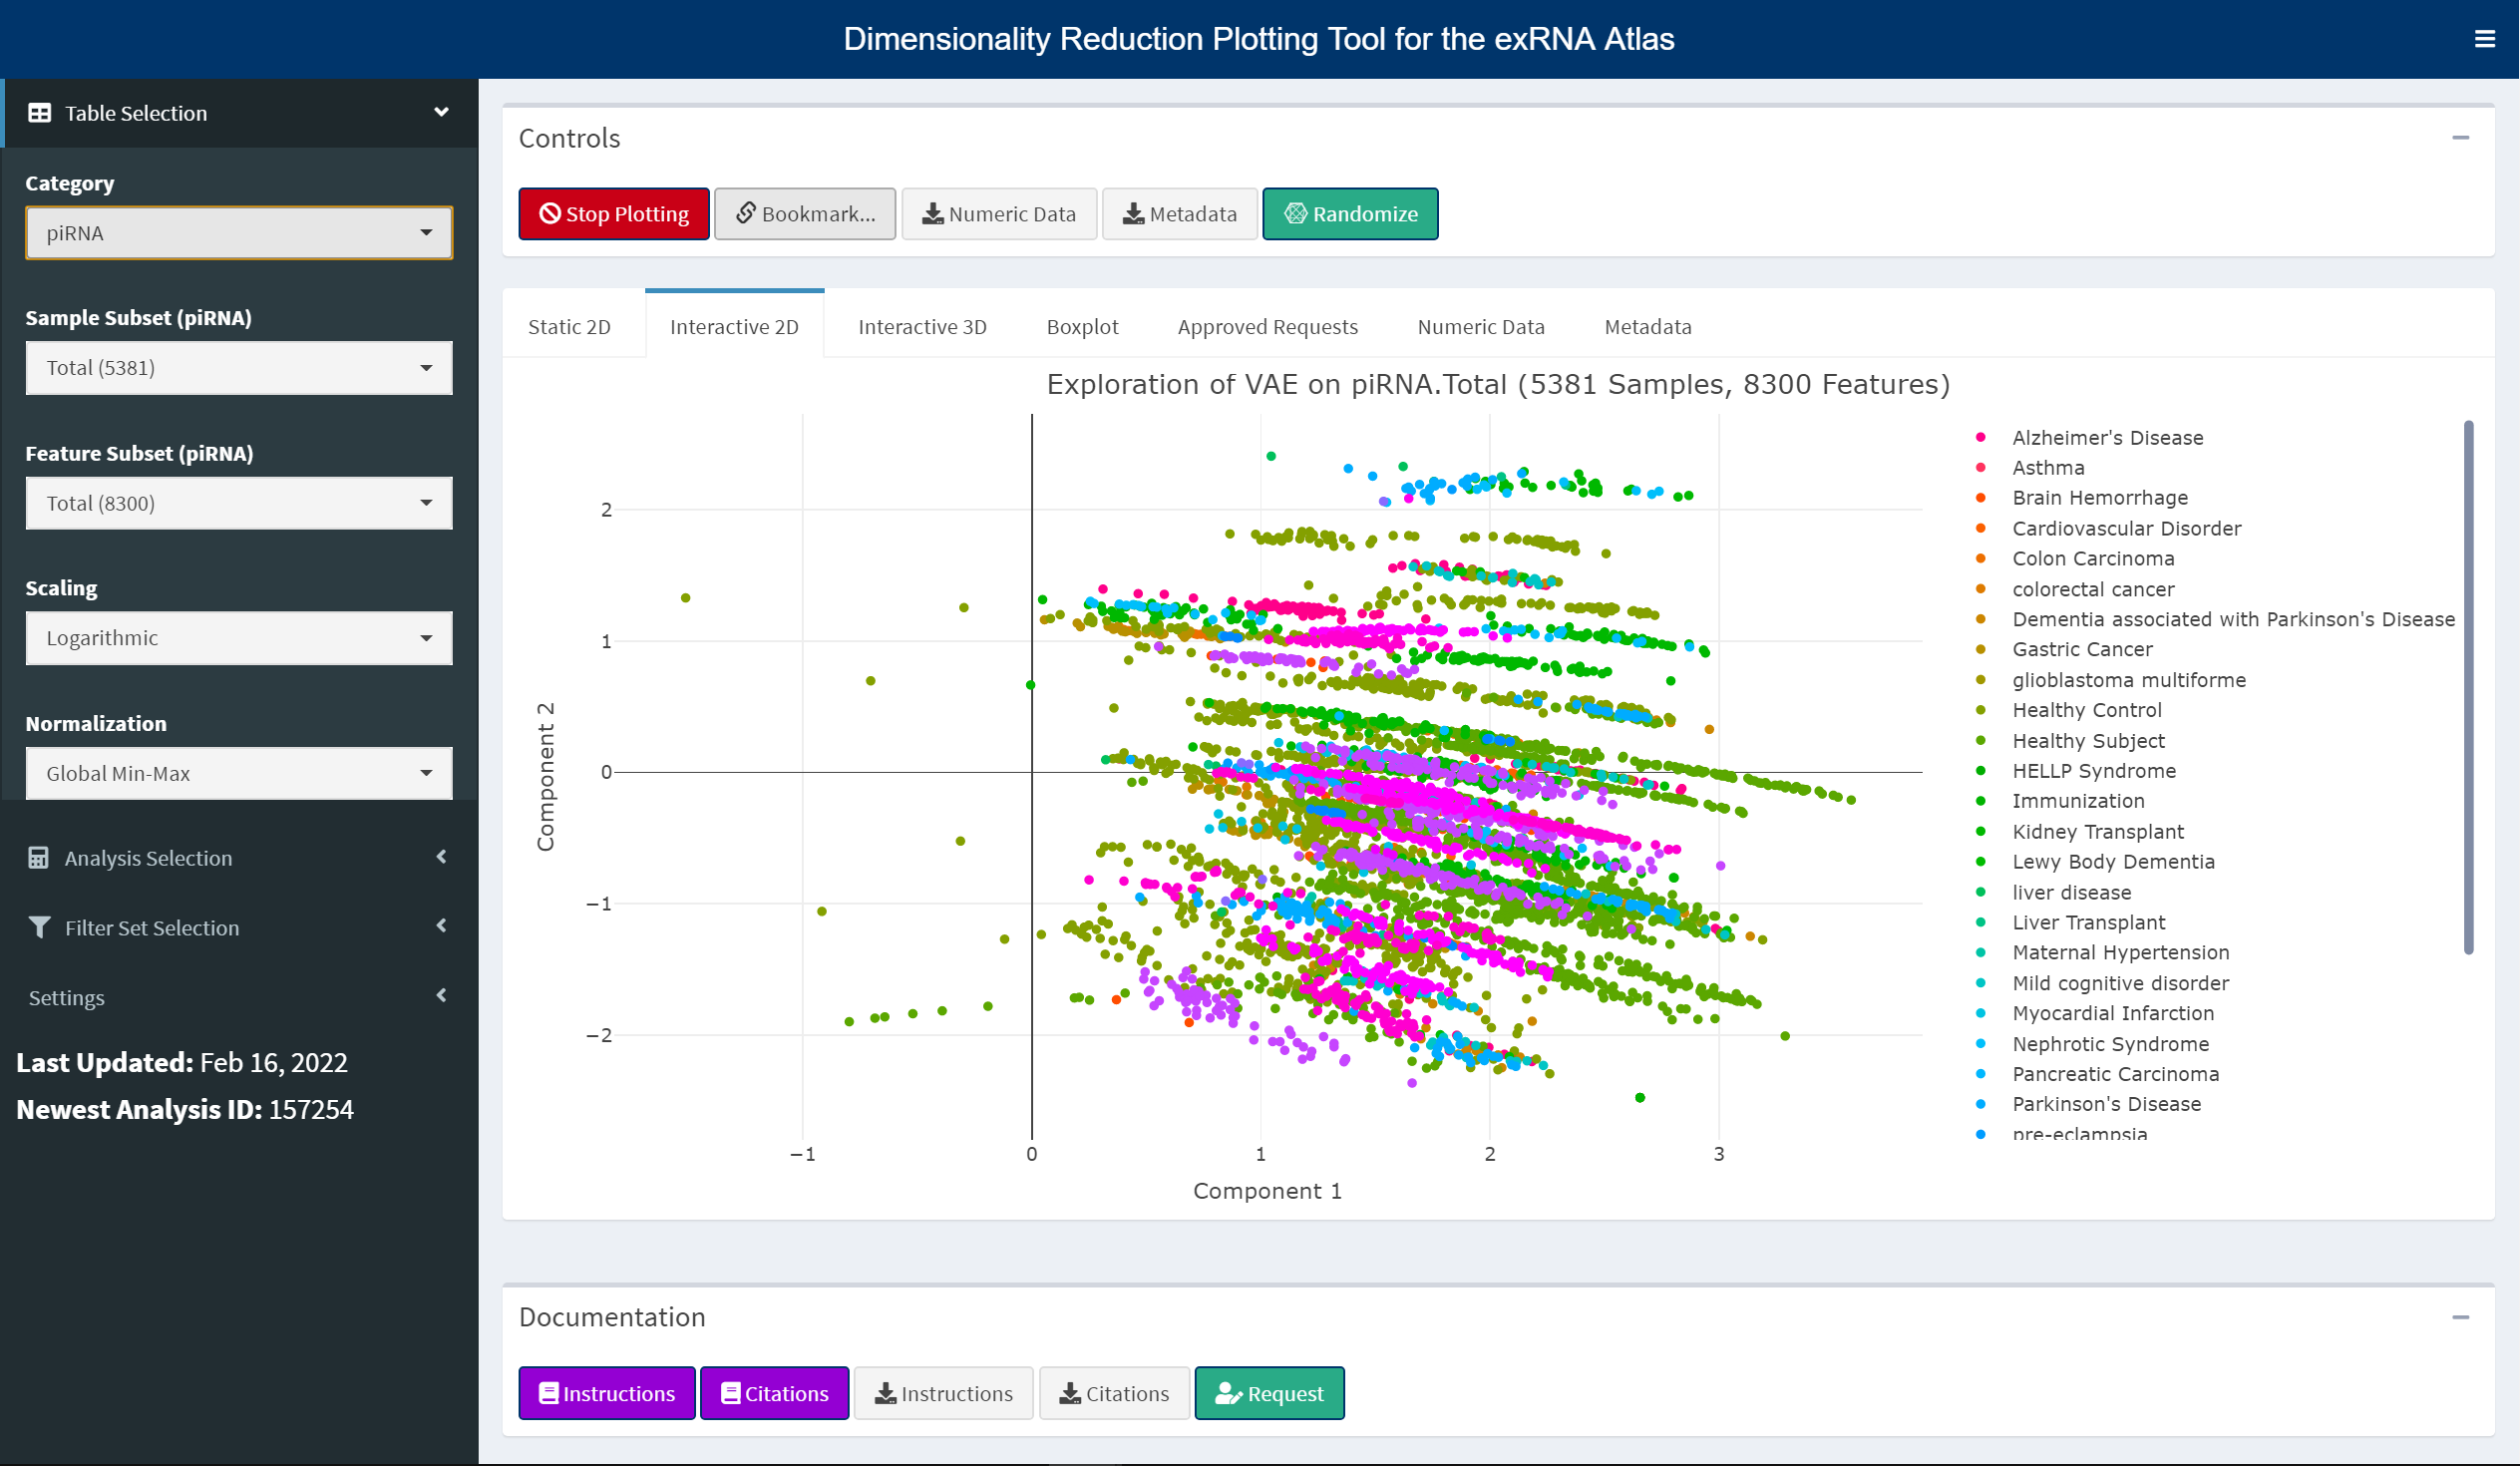 Dimensionality Reduction Plotting Tool for the exRNA Atlas
Table Selection
Category
piRNA
Sample Subset (piRNA)
Total (5381)
Feature Subset (piRNA)
Total (8300)
Scaling
Logarithmic
Normalization
Global Min-Max
Analysis Selection
Filter Set Selection
Settings
Last Updated: Feb 16, 2022
Newest Analysis ID: 157254
Controls
Stop Plotting
Bookmark...
Numeric Data
Metadata
Randomize
Static 2D
Interactive 2D
Interactive 3D
Boxplot
Approved Requests
Numeric Data
Metadata
Exploration of VAE on piRNA.Total (5381 Samples, 8300 Features)
Component 2
2
1
0
−1
−2
−1
0
1
2
3
Component 1
Alzheimer's Disease
Asthma
Brain Hemorrhage
Cardiovascular Disorder
Colon Carcinoma
colorectal cancer
Dementia associated with Parkinson's Disease
Gastric Cancer
glioblastoma multiforme
Healthy Control
Healthy Subject
HELLP Syndrome
Immunization
Kidney Transplant
Lewy Body Dementia
liver disease
Liver Transplant
Maternal Hypertension
Mild cognitive disorder
Myocardial Infarction
Nephrotic Syndrome
Pancreatic Carcinoma
Parkinson's Disease
pre-eclampsia
Documentation
Instructions
Citations
Instructions
Citations
Request